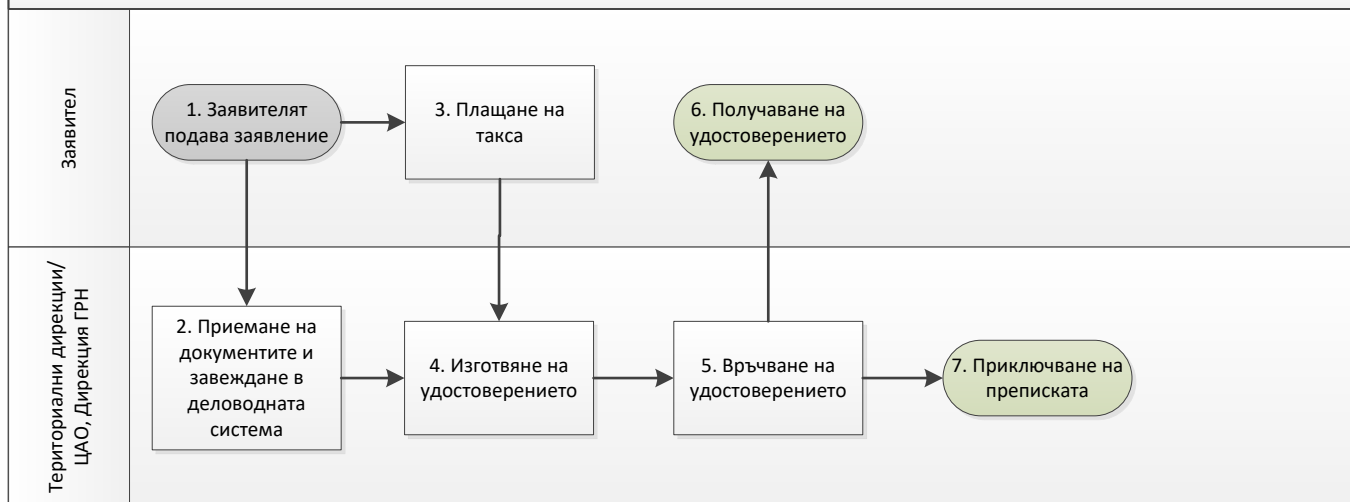 Заявител
1. Заявителят
подава заявление
3. Плащане на
такса
6. Получаване на
удостоверението
Териториални дирекции/
ЦАО, Дирекция ГРН
2. Приемане на
документите и
завеждане в
деловодната
система
4. Изготвяне на
удостоверението
5. Връчване на
удостоверението
7. Приключване на
преписката